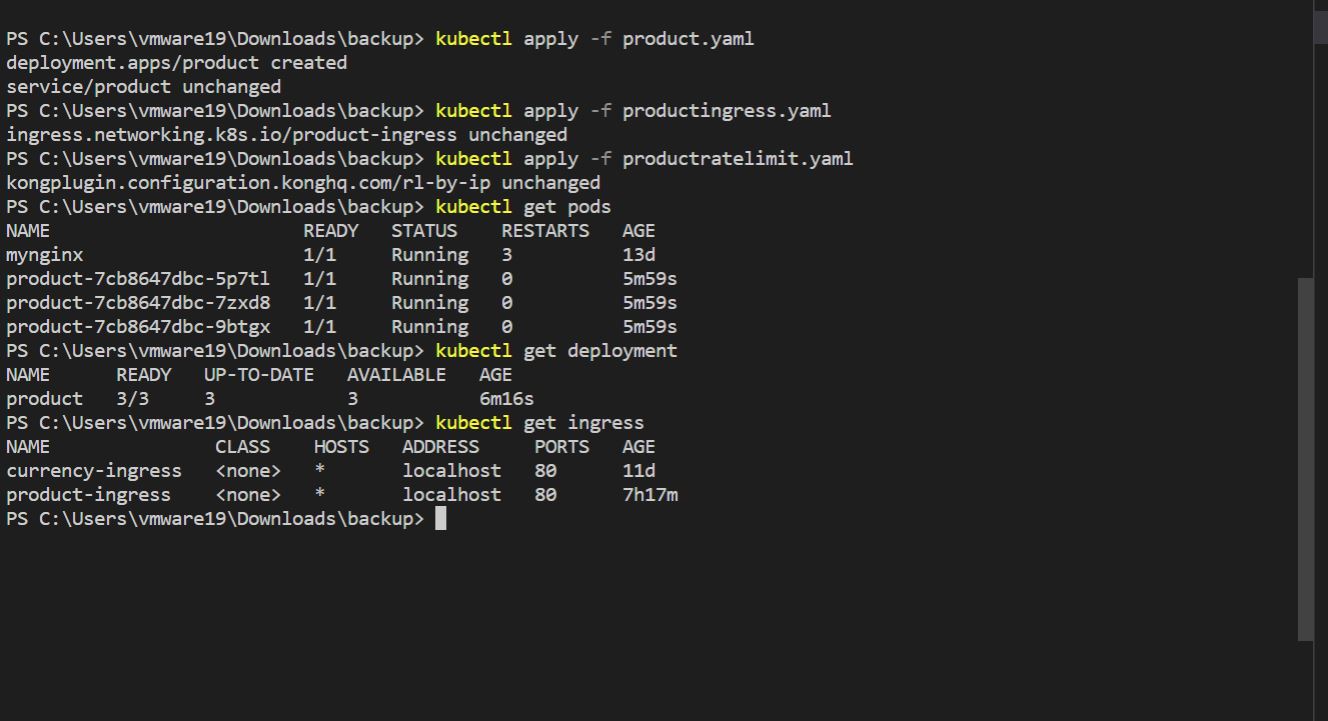 PS C:\Users\vmware19\Downloads\backup> kubectl apply -f product.yaml
deployment.apps/product created
service/product unchanged
PS C:\Users\vmware19\Downloads\backup> kubectl apply -f productingress.yaml
ingress.networking.k8s.io/product-ingress unchanged
PS C:\Users\vmware19\Downloads\backup> kubectl apply -f productratelimit.yaml
kongplugin.configuration.konghq.com/rl-by-ip unchanged
PS C:\Users\vmware19\Downloads\backup> kubectl get pods
NAME                       READY   STATUS    RESTARTS   AGE
mynginx                    1/1     Running   3          13d
product-7cb8647dbc-5p7tl   1/1     Running   0          5m59s
product-7cb8647dbc-7zxd8   1/1     Running   0          5m59s
product-7cb8647dbc-9btgx   1/1     Running   0          5m59s
PS C:\Users\vmware19\Downloads\backup> kubectl get deployment
NAME      READY   UP-TO-DATE   AVAILABLE   AGE
product   3/3     3            3           6m16s
PS C:\Users\vmware19\Downloads\backup> kubectl get ingress
NAME               CLASS    HOSTS   ADDRESS     PORTS   AGE
currency-ingress   <none>   *       localhost   80      11d
product-ingress    <none>   *       localhost   80      7h17m
PS C:\Users\vmware19\Downloads\backup>